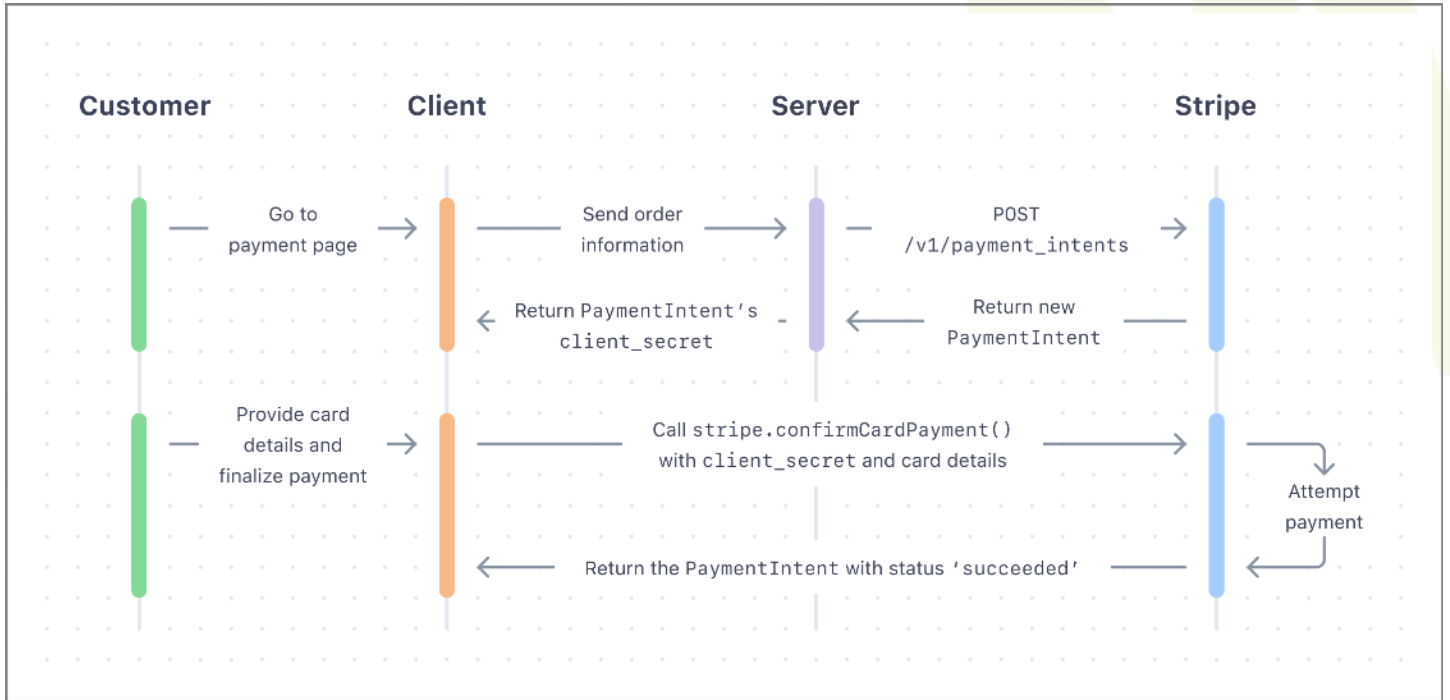 Customer
Client
Server
Stripe
Go to
payment page
Send order
information
POST
/v1/payment_intents
Return PaymentIntent’s
client_secret
Return new
PaymentIntent
Provide card
details and
finalize payment
Call stripe.confirmCardPayment()
with client_secret and card details
Attempt
payment
Return the PaymentIntent with status ‘succeeded’